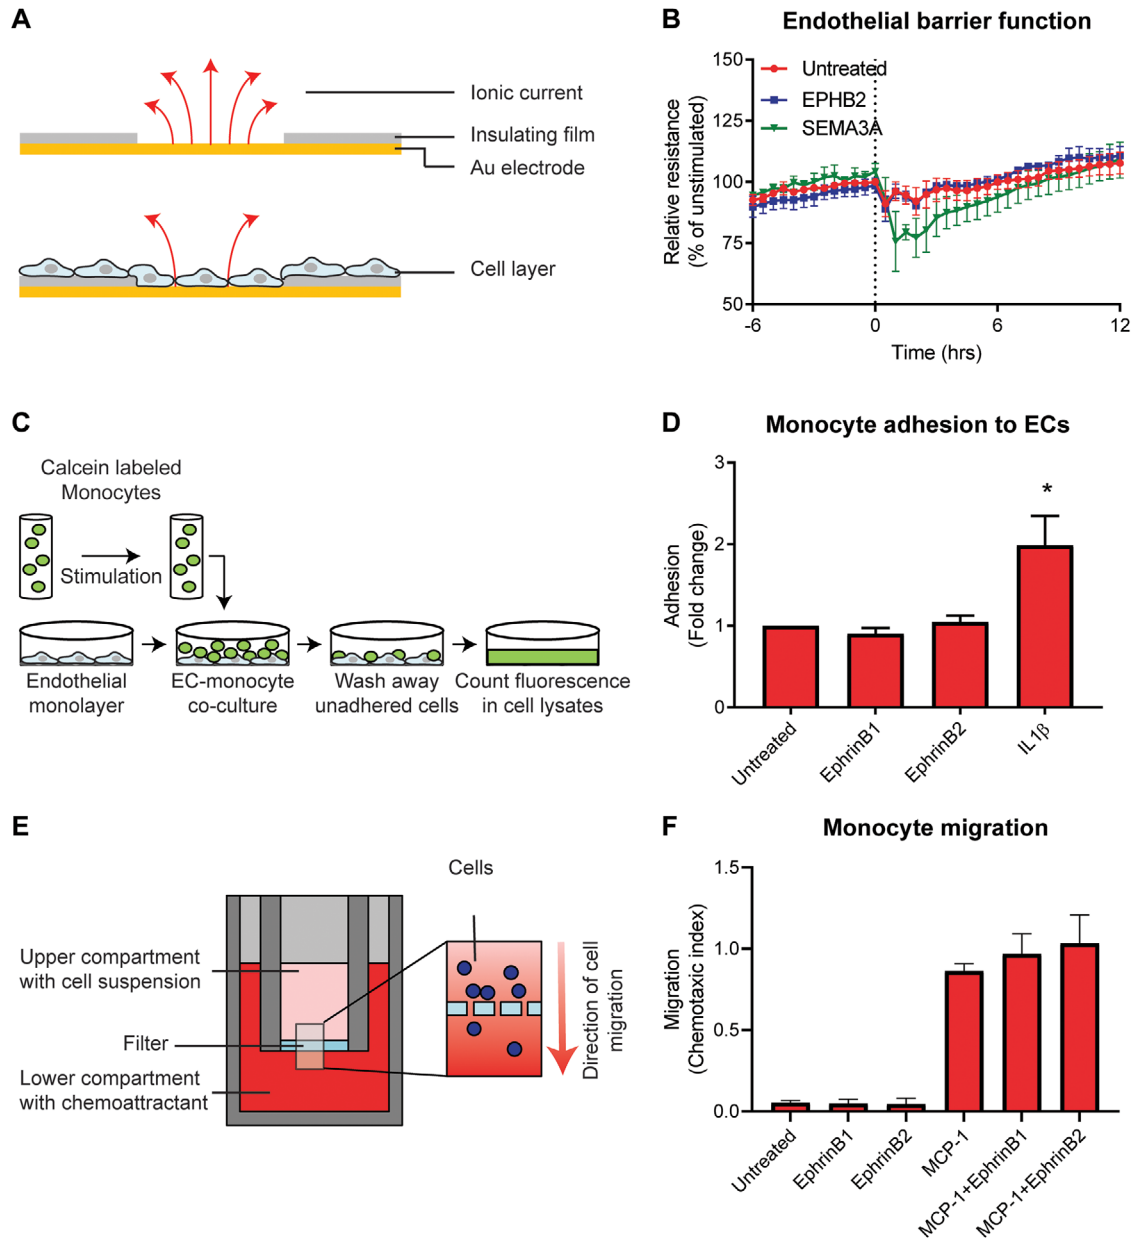 A
Ionic current
Insulating film
Au electrode
Cell layer
B
Endothelial barrier function
Relative resistance
(% of unstimulated)
150
125
100
75
50
Untreated
EPHB2
SEMA3A
-6
0
6
12
Time (hrs)
C
Calcein labeled
Monocytes
Stimulation
Endothelial
monolayer
EC-monocyte
co-culture
Wash away
unadhered cells
Count fluorescence
in cell lysates
D
Monocyte adhesion to ECs
Adhesion
(Fold change)
3
2
1
0
*
Untreated
EphrinB1
EphrinB2
IL1β
E
Cells
Upper compartment
with cell suspension
Filter
Lower compartment
with chemoattractant
Direction of cell
migration
F
Monocyte migration
Migration
(Chemotaxic index)
1.5
1.0
0.5
0.0
Untreated
EphrinB1
EphrinB2
MCP-1
MCP-1+EphrinB1
MCP-1+EphrinB2